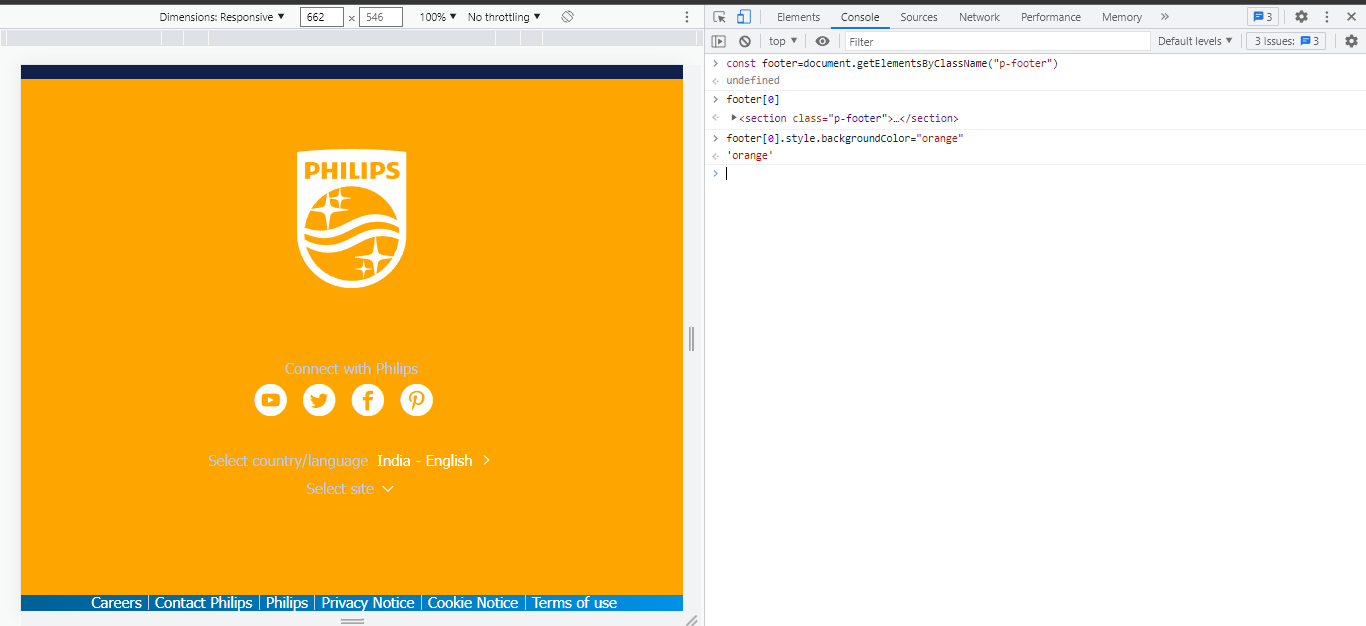 Dimensions: Responsive ▼ 662 × 546 100% ▼ No throttling ▼
Elements Console Sources Network Performance Memory » 3
top ▼ Filter Default levels ▼ 3 Issues: 3
const footer=document.getElementsByClassName("p-footer")
undefined
footer[0]
<section class="p-footer">…</section>
footer[0].style.backgroundColor="orange"
'orange'
PHILIPS
Connect with Philips
Select country/language India - English
Select site
Careers | Contact Philips | Philips | Privacy Notice | Cookie Notice | Terms of use